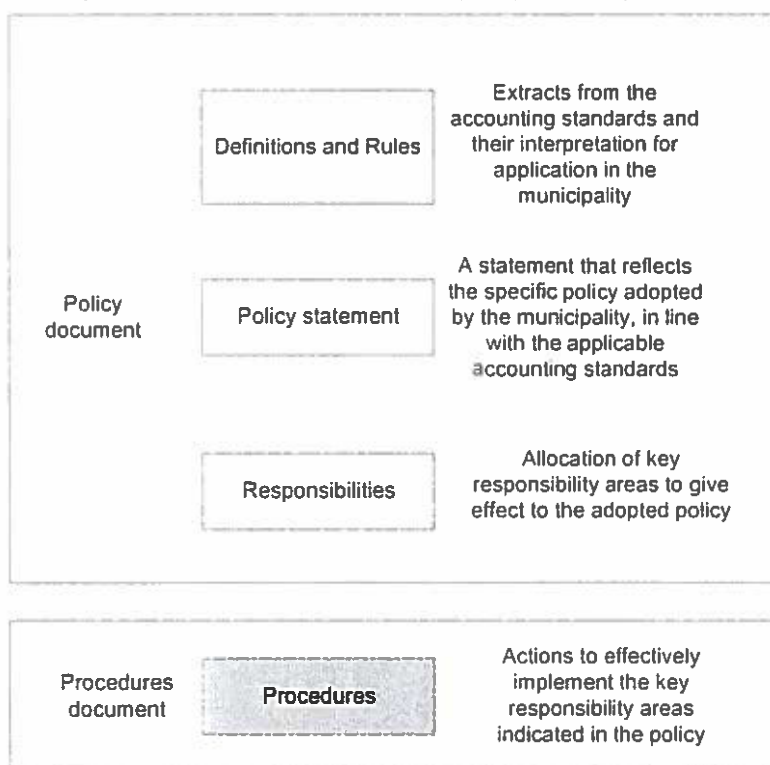 Definitions and Rules
Extracts from the
accounting standards and
their interpretation for
application in the
municipality
Policy
document
Policy statement
A statement that reflects
the specific policy adopted
by the municipality, in line
with the applicable
accounting standards
Responsibilities
Allocation of key
responsibility areas to give
effect to the adopted policy
Procedures
document
Procedures
Actions to effectively
implement the key
responsibility areas
indicated in the policy